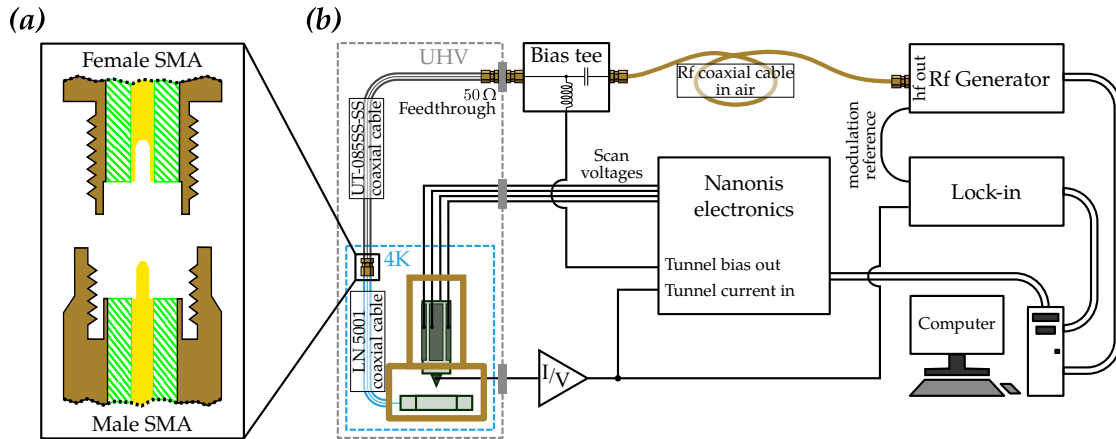 (a)
Female SMA
Male SMA
(b)
UHV
50 Ω
Feedthrough
UT-085SS-SS
coaxial cable
4K
LN 5001
coaxial cable
Bias tee
Rf coaxial cable
in air
hf out
Rf Generator
modulation
reference
Lock-in
Scan
voltages
Nanonis
electronics
Tunnel bias out
Tunnel current in
I/V
Computer